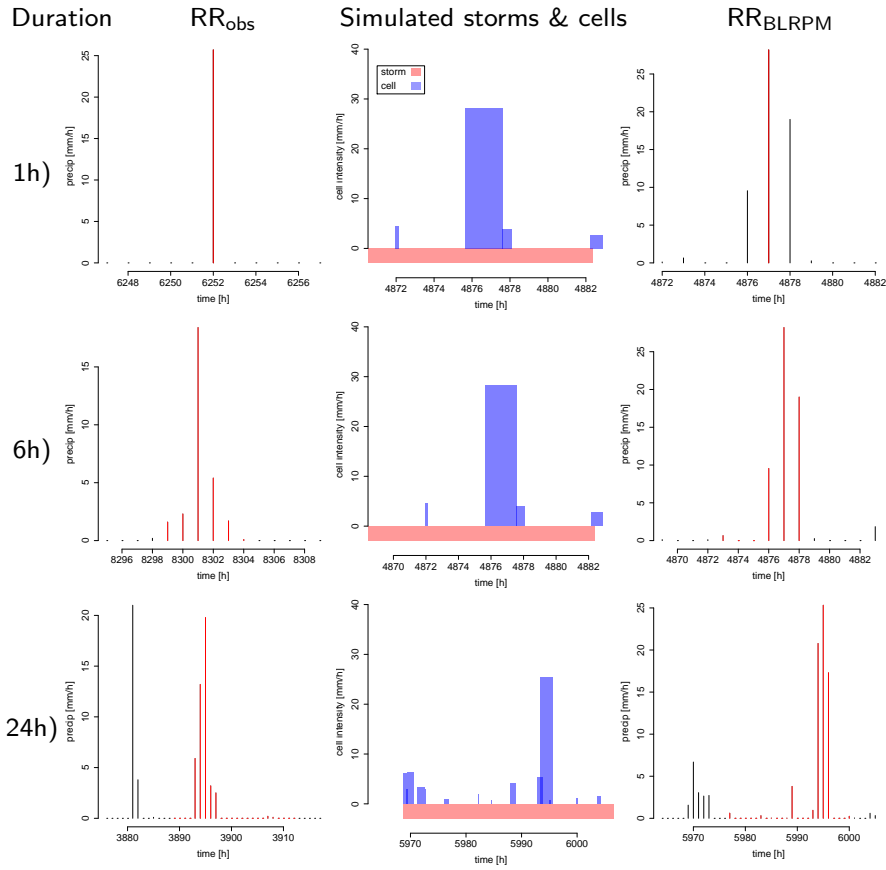 Duration RR_obs Simulated storms & cells RR_BLRPM
1h)
precip [mm/h]
0 5 10 15 20 25
6248 6250 6252 6254 6256
time [h]
storm
cell
cell intensity [mm/h]
0 10 20 30 40
4872 4874 4876 4878 4880 4882
time [h]
precip [mm/h]
0 5 10 15 20 25
4872 4874 4876 4878 4880 4882
time [h]
6h)
precip [mm/h]
0 5 10 15
8296 8298 8300 8302 8304 8306 8308
time [h]
cell intensity [mm/h]
0 10 20 30 40
4870 4872 4874 4876 4878 4880 4882
time [h]
precip [mm/h]
0 5 10 15 20 25
4870 4872 4874 4876 4878 4880 4882
time [h]
24h)
precip [mm/h]
0 5 10 15 20
3880 3890 3900 3910
time [h]
cell intensity [mm/h]
0 10 20 30 40
5970 5980 5990 6000
time [h]
precip [mm/h]
0 5 10 15 20 25
5970 5980 5990 6000
time [h]